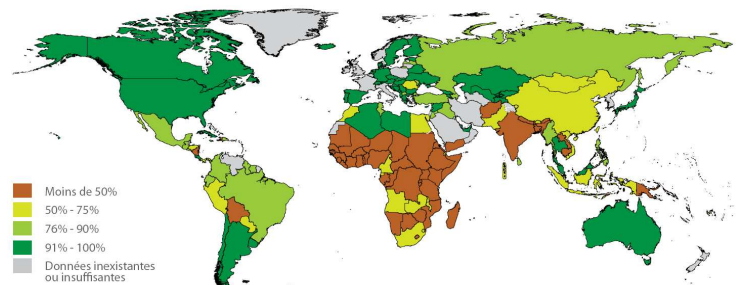 Moins de 50%
50% - 75%
76% - 90%
91% - 100%
Données inexistantes
ou insuffisantes